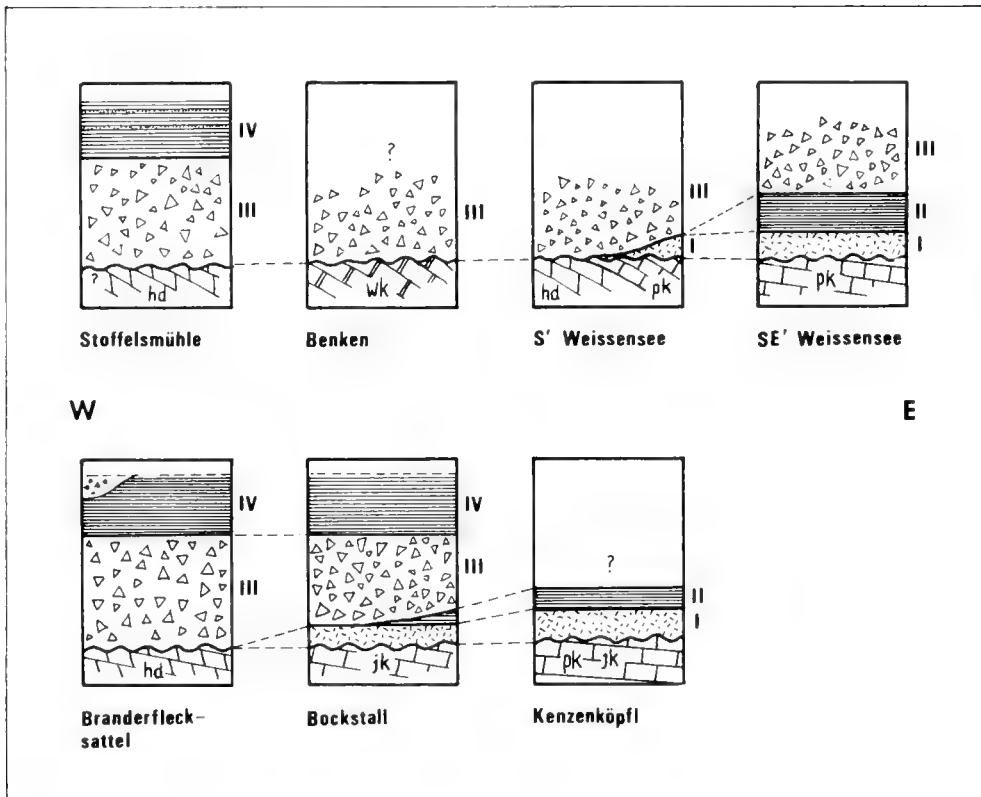 IV
III
?
hd
Stoffelsmühle
?
III
wk
Benken
III
I
hd
pk
S' Weissensee
III
II
I
pk
SE' Weissensee
W
E
IV
III
hd
Branderfleck-
sattel
IV
III
jk
Bockstall
?
II
I
pk
jk
Kenzenköpfl